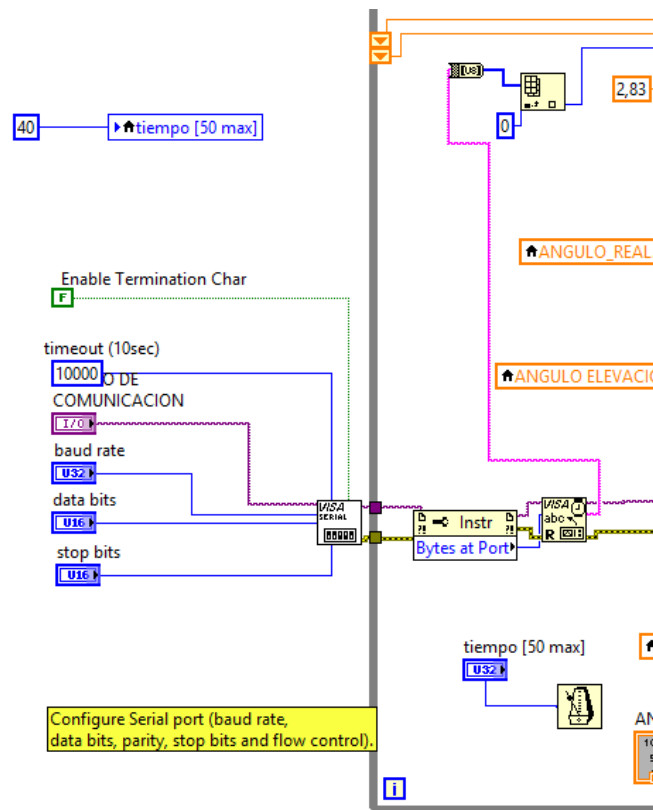 [U8]
2,83
0
40
tiempo [50 max]
ANGULO_REAL
Enable Termination Char
F
timeout (10sec)
10000
O DE
COMUNICACION
I/O
ANGULO ELEVACIO
baud rate
U32
data bits
U16
stop bits
U16
VISA
SERIAL
Instr
Bytes at Port
VISA
abc
R
tiempo [50 max]
U32
Configure Serial port (baud rate,
data bits, parity, stop bits and flow control).
AN
i